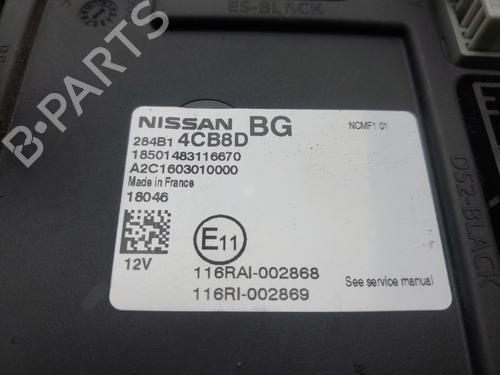 ES-BLACK
NISSAN BG
NCMF1 01
284B1 4CB8D
18501483116670
A2C1603010000
Made in France
18046
E11
12V
116RAI-002868
116RI-002869
See service manual
DS2-BLACK